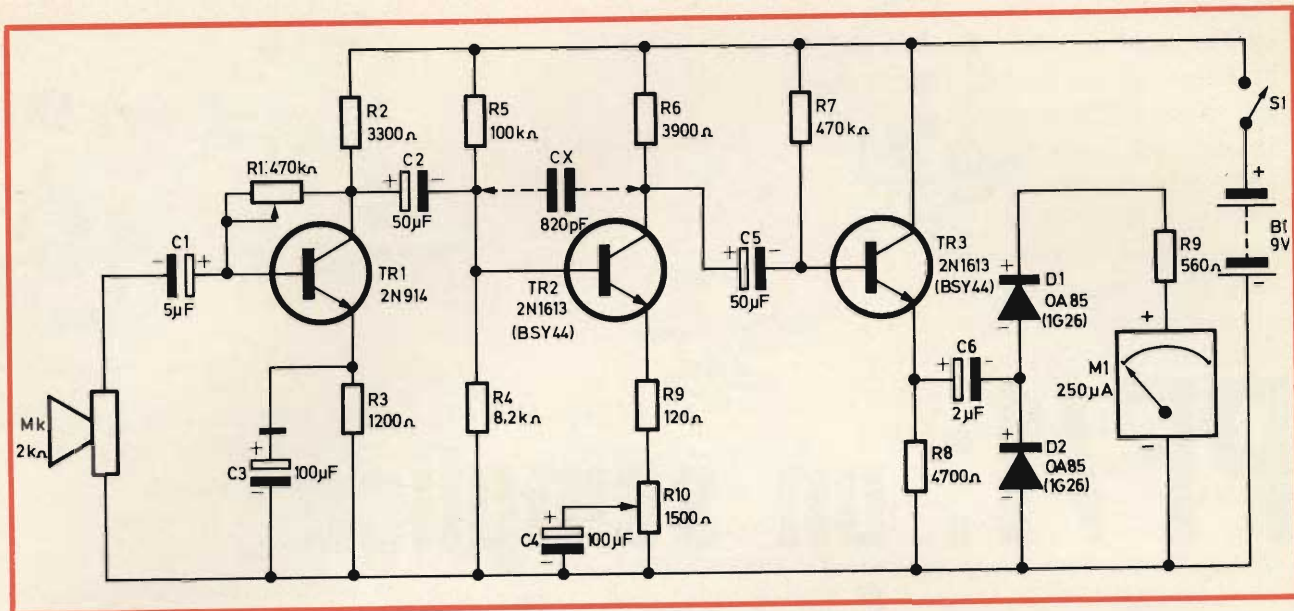 R2
3300Ω
R5
100kΩ
R6
3900Ω
R7
470kΩ
S1
R1:470kΩ
C2
+ -
50µF
CX
820pF
C1
- +
5µF
TR1
2N914
TR2
2N1613
(BSY44)
C5
+ -
50µF
TR3
2N1613
(BSY44)
+
B1
9V
-
R9
560Ω
+
D1
OA85
(1G26)
-
C6
+ -
2µF
+
M1
250µA
-
Mk
2kΩ
R3
1200Ω
R4
8,2kΩ
R9
120Ω
R8
4700Ω
+
D2
OA85
(1G26)
-
+
C3
100µF
-
R10
1500Ω
+
C4
100µF
-